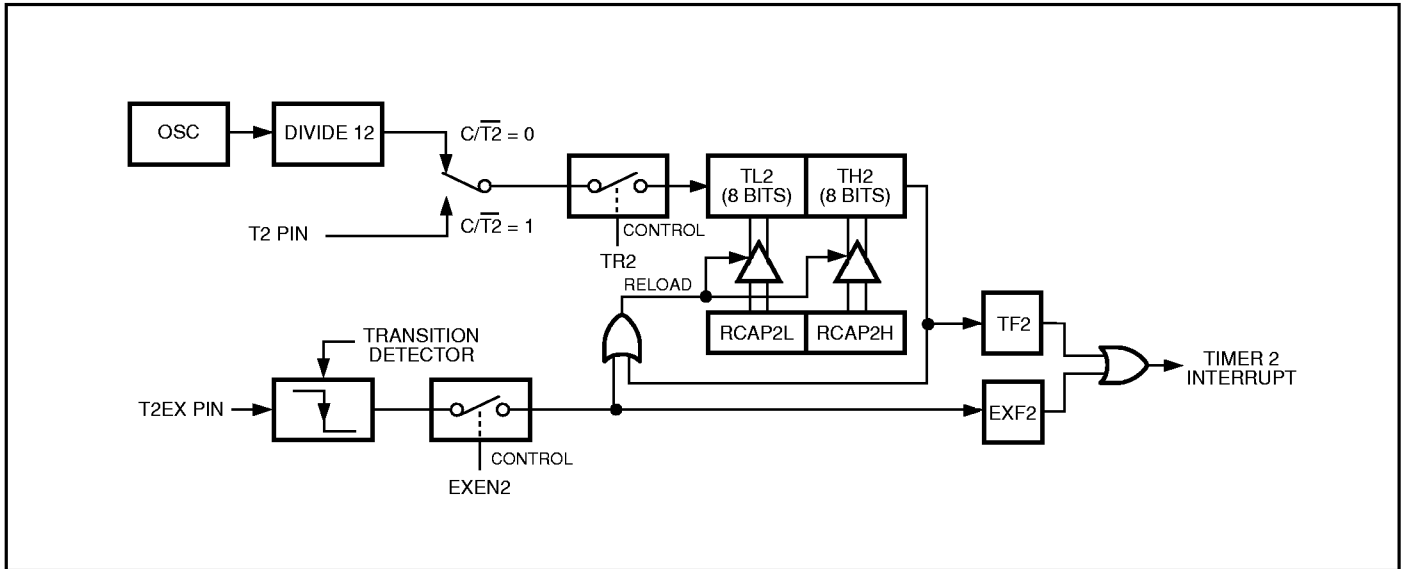 OSC
DIVIDE 12
C/T2̅ = 0
TL2
(8 BITS)
TH2
(8 BITS)
T2 PIN
C/T2̅ = 1
CONTROL
TR2
RELOAD
RCAP2L
RCAP2H
TF2
TRANSITION
DETECTOR
TIMER 2
INTERRUPT
T2EX PIN
EXF2
CONTROL
EXEN2